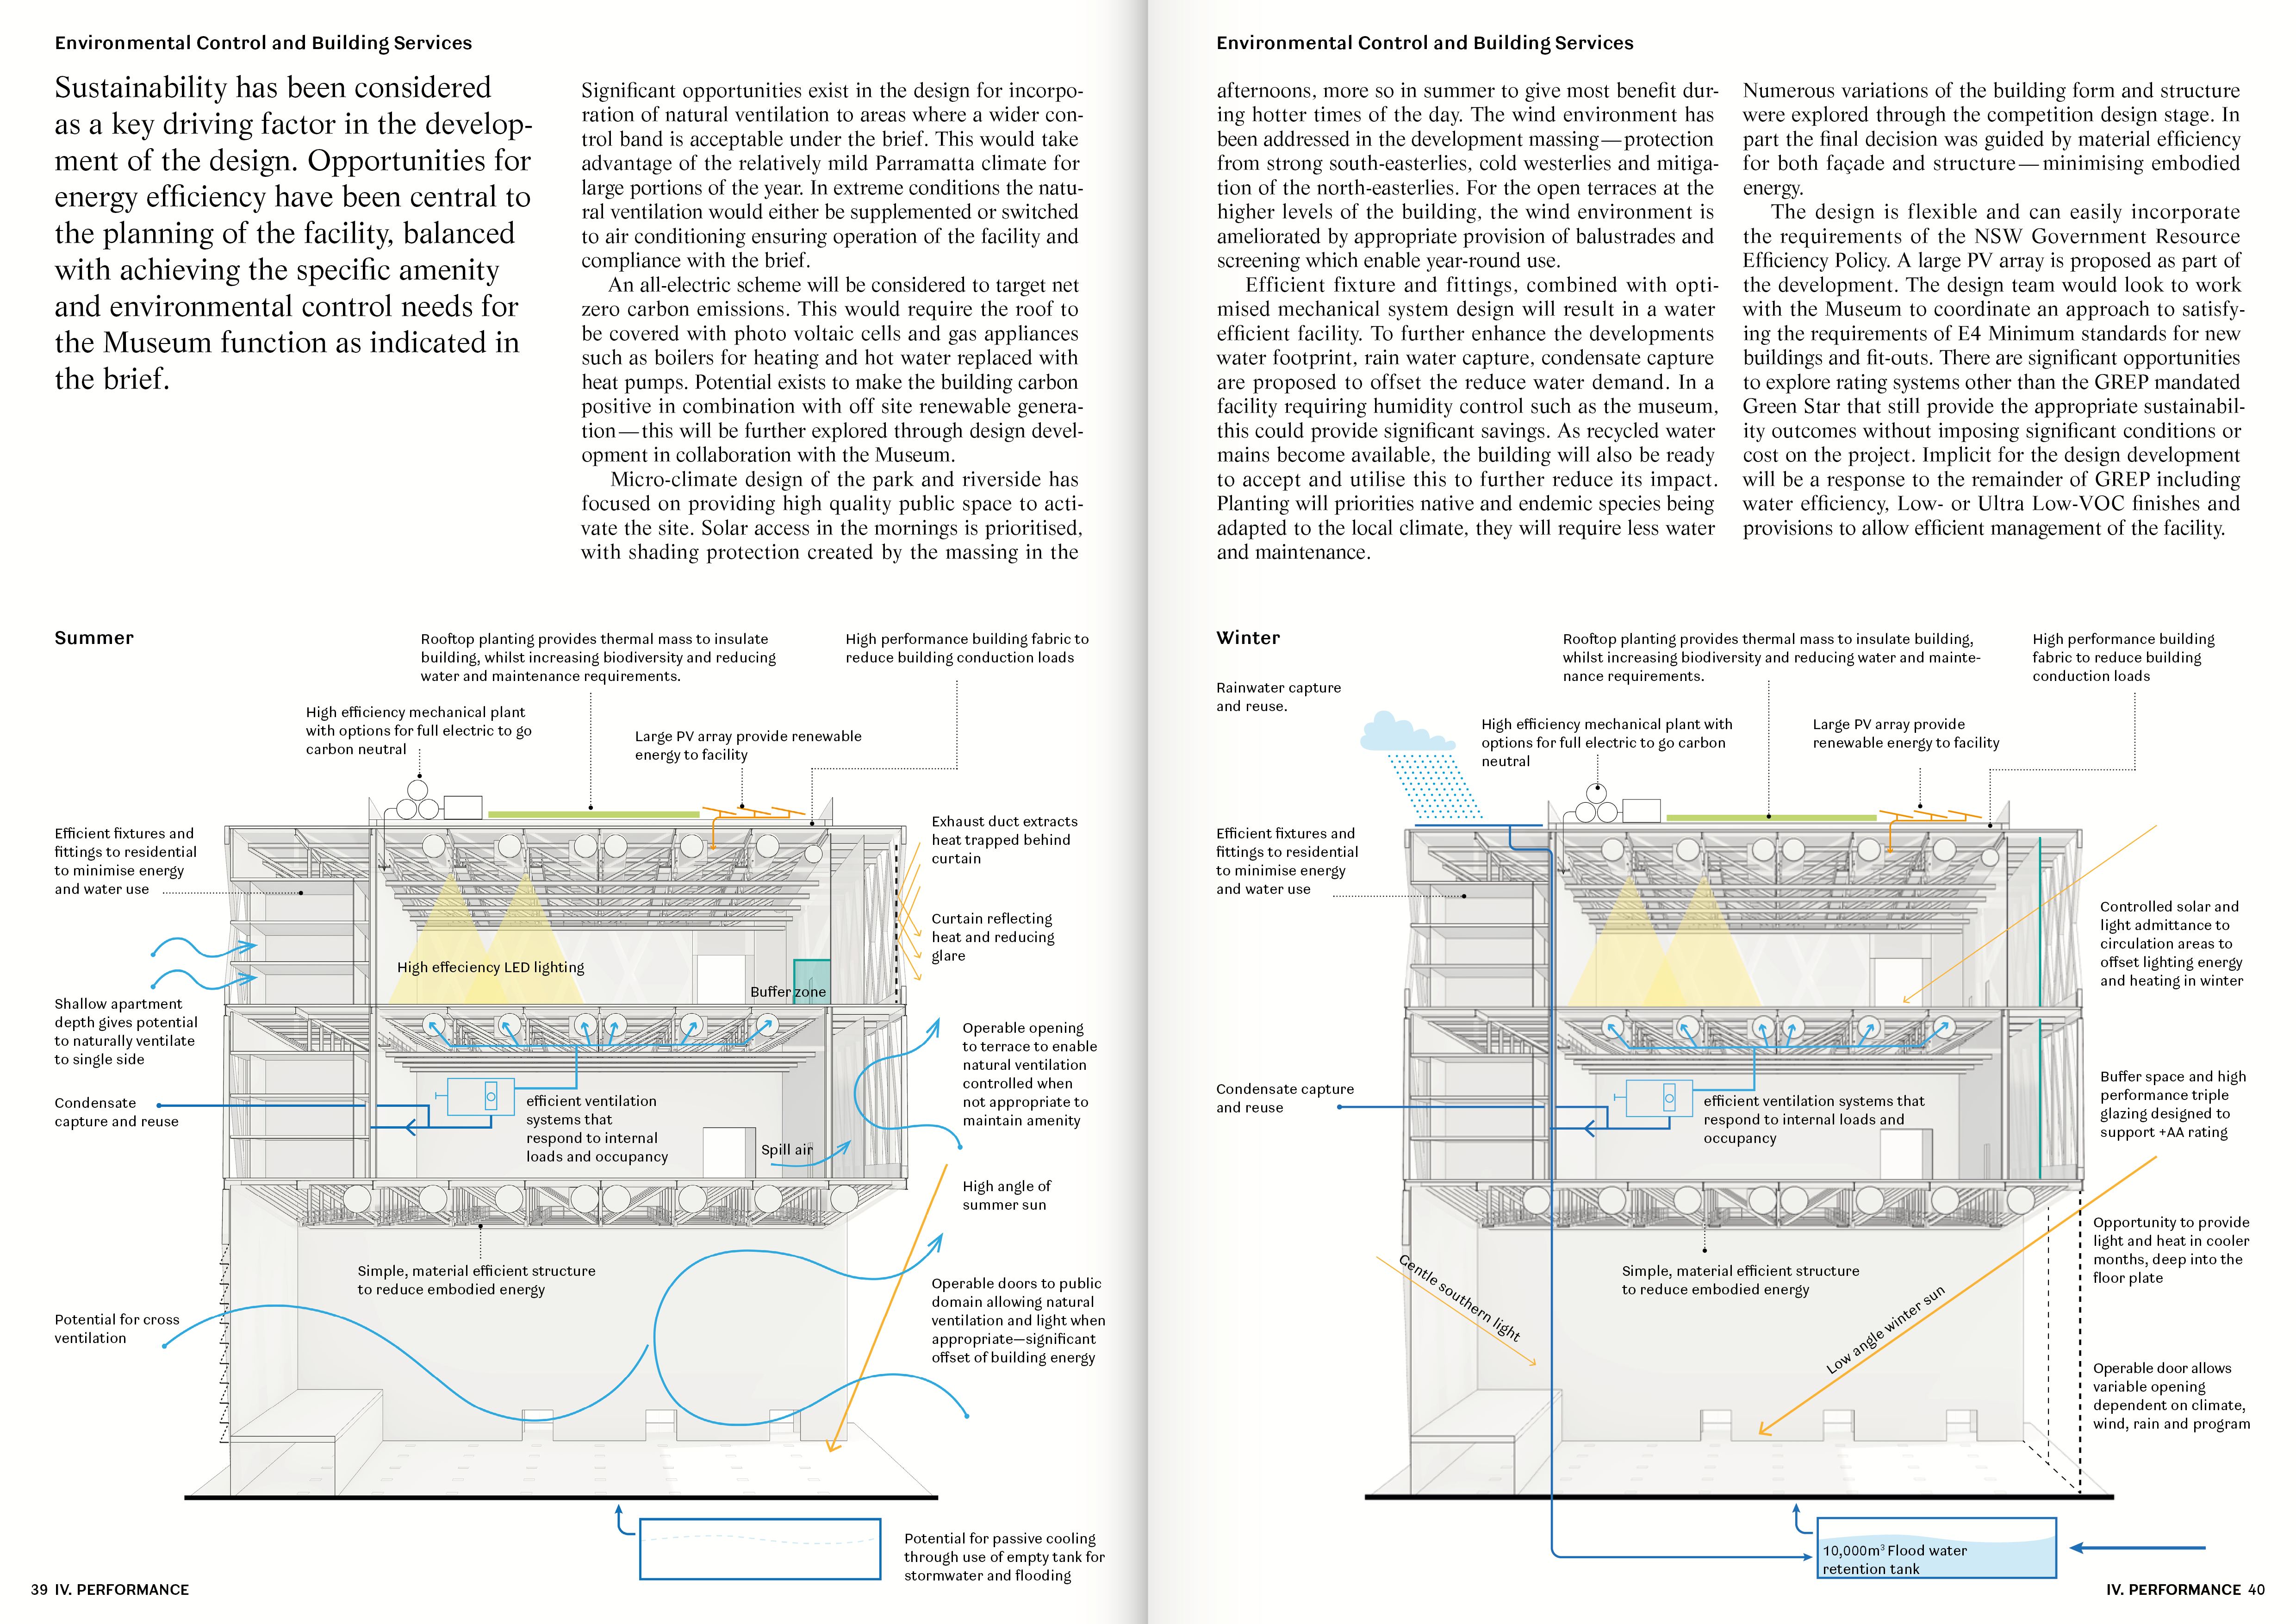 Environmental Control and Building Services
Sustainability has been considered
as a key driving factor in the develop-
ment of the design. Opportunities for
energy efficiency have been central to
the planning of the facility, balanced
with achieving the specific amenity
and environmental control needs for
the Museum function as indicated in
the brief.
Significant opportunities exist in the design for incorpo-
ration of natural ventilation to areas where a wider con-
trol band is acceptable under the brief. This would take
advantage of the relatively mild Parramatta climate for
large portions of the year. In extreme conditions the natu-
ral ventilation would either be supplemented or switched
to air conditioning ensuring operation of the facility and
compliance with the brief.
An all-electric scheme will be considered to target net
zero carbon emissions. This would require the roof to
be covered with photo voltaic cells and gas appliances
such as boilers for heating and hot water replaced with
heat pumps. Potential exists to make the building carbon
positive in combination with off site renewable genera-
tion—this will be further explored through design devel-
opment in collaboration with the Museum.
Micro-climate design of the park and riverside has
focused on providing high quality public space to acti-
vate the site. Solar access in the mornings is prioritised,
with shading protection created by the massing in the
Summer
Rooftop planting provides thermal mass to insulate
building, whilst increasing biodiversity and reducing
water and maintenance requirements.
High performance building fabric to
reduce building conduction loads
High efficiency mechanical plant
with options for full electric to go
carbon neutral
Large PV array provide renewable
energy to facility
Efficient fixtures and
fittings to residential
to minimise energy
and water use
Exhaust duct extracts
heat trapped behind
curtain
Curtain reflecting
heat and reducing
glare
High effeciency LED lighting
Buffer zone
Shallow apartment
depth gives potential
to naturally ventilate
to single side
Operable opening
to terrace to enable
natural ventilation
controlled when
not appropriate to
maintain amenity
Condensate
capture and reuse
efficient ventilation
systems that
respond to internal
loads and occupancy
Spill air
High angle of
summer sun
Simple, material efficient structure
to reduce embodied energy
Operable doors to public
domain allowing natural
ventilation and light when
appropriate—significant
offset of building energy
Potential for cross
ventilation
Potential for passive cooling
through use of empty tank for
stormwater and flooding
39 IV. PERFORMANCE
Environmental Control and Building Services
afternoons, more so in summer to give most benefit dur-
ing hotter times of the day. The wind environment has
been addressed in the development massing—protection
from strong south-easterlies, cold westerlies and mitiga-
tion of the north-easterlies. For the open terraces at the
higher levels of the building, the wind environment is
ameliorated by appropriate provision of balustrades and
screening which enable year-round use.
Efficient fixture and fittings, combined with opti-
mised mechanical system design will result in a water
efficient facility. To further enhance the developments
water footprint, rain water capture, condensate capture
are proposed to offset the reduce water demand. In a
facility requiring humidity control such as the museum,
this could provide significant savings. As recycled water
mains become available, the building will also be ready
to accept and utilise this to further reduce its impact.
Planting will priorities native and endemic species being
adapted to the local climate, they will require less water
and maintenance.
Numerous variations of the building form and structure
were explored through the competition design stage. In
part the final decision was guided by material efficiency
for both façade and structure—minimising embodied
energy.
The design is flexible and can easily incorporate
the requirements of the NSW Government Resource
Efficiency Policy. A large PV array is proposed as part of
the development. The design team would look to work
with the Museum to coordinate an approach to satisfy-
ing the requirements of E4 Minimum standards for new
buildings and fit-outs. There are significant opportunities
to explore rating systems other than the GREP mandated
Green Star that still provide the appropriate sustainabil-
ity outcomes without imposing significant conditions or
cost on the project. Implicit for the design development
will be a response to the remainder of GREP including
water efficiency, Low- or Ultra Low-VOC finishes and
provisions to allow efficient management of the facility.
Winter
Rainwater capture
and reuse.
Rooftop planting provides thermal mass to insulate building,
whilst increasing biodiversity and reducing water and mainte-
nance requirements.
High performance building
fabric to reduce building
conduction loads
High efficiency mechanical plant with
options for full electric to go carbon
neutral
Large PV array provide
renewable energy to facility
Efficient fixtures and
fittings to residential
to minimise energy
and water use
Controlled solar and
light admittance to
circulation areas to
offset lighting energy
and heating in winter
Condensate capture
and reuse
efficient ventilation systems that
respond to internal loads and
occupancy
Buffer space and high
performance triple
glazing designed to
support +AA rating
Opportunity to provide
light and heat in cooler
months, deep into the
floor plate
Gentle southern light
Simple, material efficient structure
to reduce embodied energy
Low angle winter sun
Operable door allows
variable opening
dependent on climate,
wind, rain and program
10,000m³ Flood water
retention tank
IV. PERFORMANCE 40